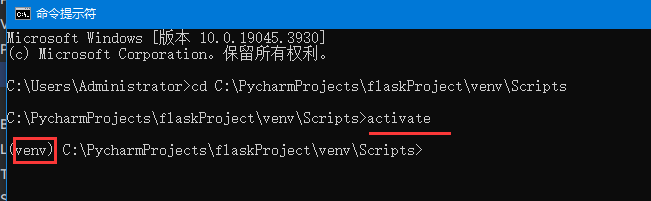 命令提示符
Microsoft Windows [版本 10.0.19045.3930]
(c) Microsoft Corporation。保留所有权利。
C:\Users\Administrator>cd C:\PycharmProjects\flaskProject\venv\Scripts
C:\PycharmProjects\flaskProject\venv\Scripts>activate
(venv) C:\PycharmProjects\flaskProject\venv\Scripts>